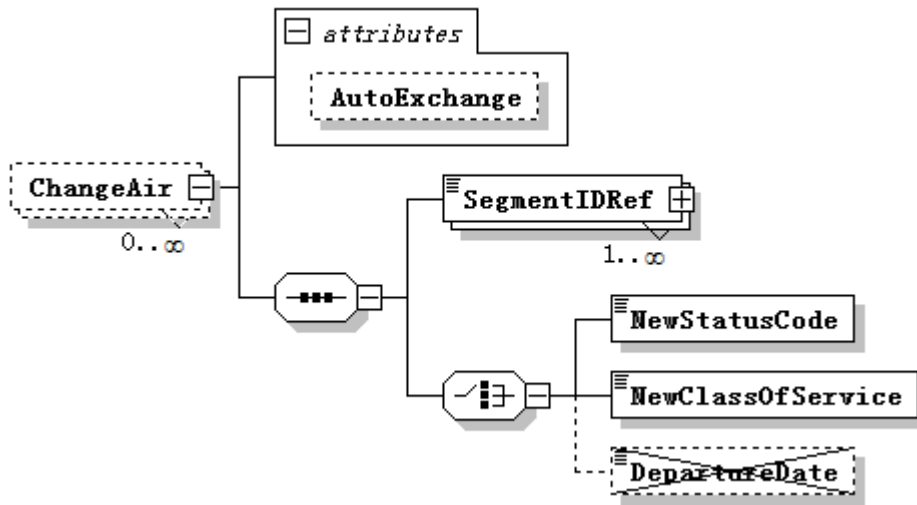 attributes
AutoExchange
ChangeAir
0..∞
SegmentIDRef
1..∞
NewStatusCode
NewClassOfService
DepartureDate